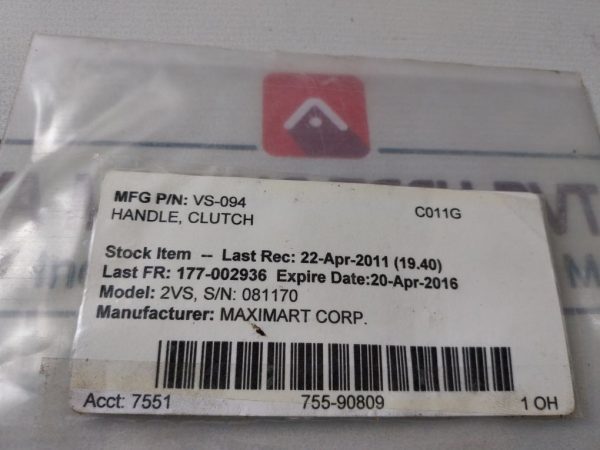 MFG P/N: VS-094 C011G
HANDLE, CLUTCH
Stock Item -- Last Rec: 22-Apr-2011 (19.40)
Last FR: 177-002936 Expire Date:20-Apr-2016
Model: 2VS, S/N: 081170
Manufacturer: MAXIMART CORP.
Acct: 7551 755-90809 1 OH